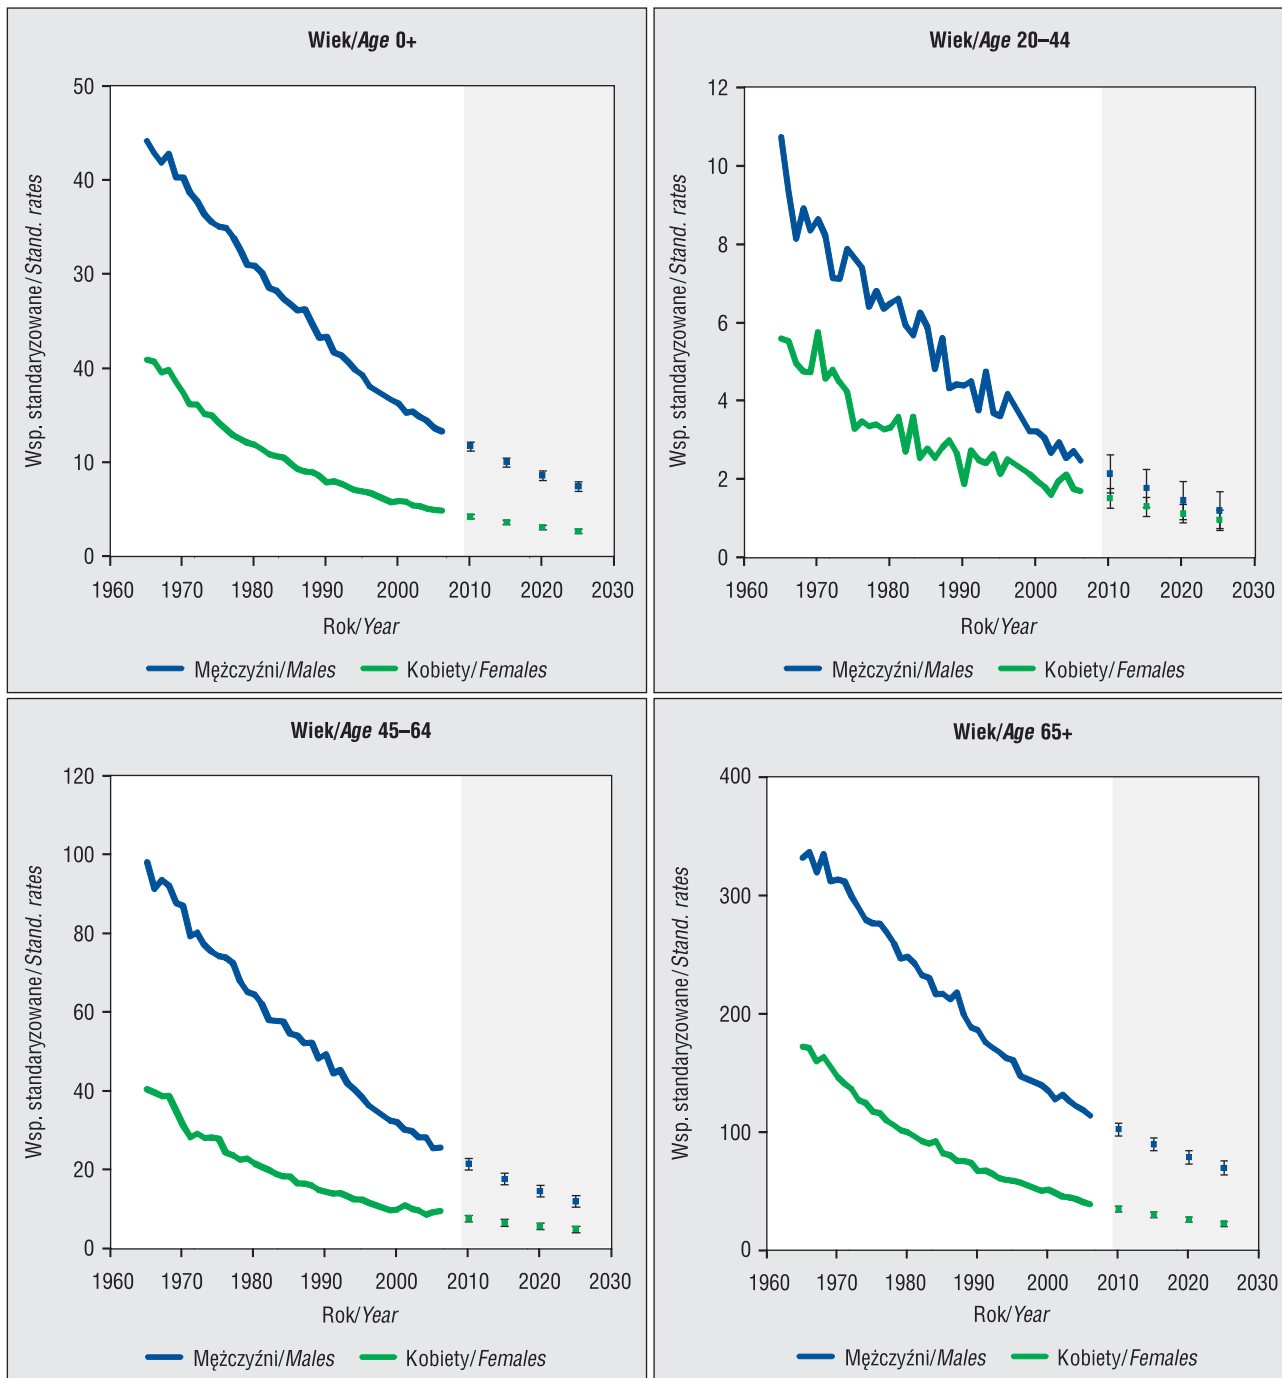 Wiek/Age 0+
Wsp. standaryzowane/Stand. rates
50
40
30
40
10
0
1960 1970 1980 1990 2000 2010 2020 2030
Rok/Year
Mężczyźni/Males Kobiety/Females
Wiek/Age 20–44
Wsp. standaryzowane/Stand. rates
12
10
8
6
4
2
0
1960 1970 1980 1990 2000 2010 2020 2030
Rok/Year
Mężczyźni/Males Kobiety/Females
Wiek/Age 45–64
Wsp. standaryzowane/Stand. rates
120
100
80
60
40
20
0
1960 1970 1980 1990 2000 2010 2020 2030
Rok/Year
Mężczyźni/Males Kobiety/Females
Wiek/Age 65+
Wsp. standaryzowane/Stand. rates
400
300
200
100
0
1960 1970 1980 1990 2000 2010 2020 2030
Rok/Year
Mężczyźni/Males Kobiety/Females